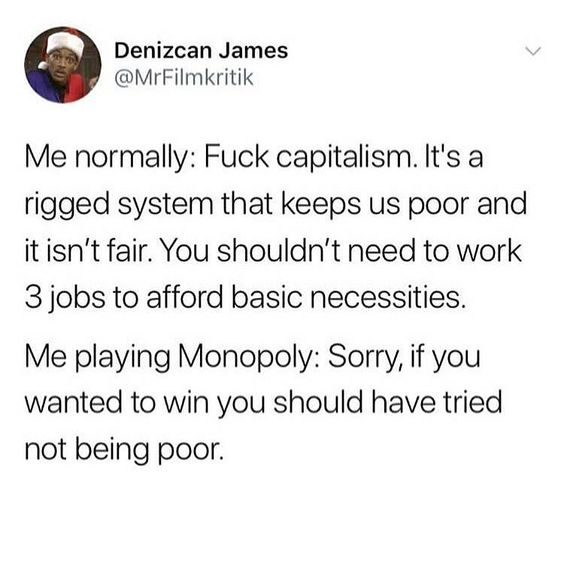 Denizcan James
@MrFilmkritik
Me normally: Fuck capitalism. It's a
rigged system that keeps us poor and
it isn’t fair. You shouldn’t need to work
3 jobs to afford basic necessities.
Me playing Monopoly: Sorry, if you
wanted to win you should have tried
not being poor.